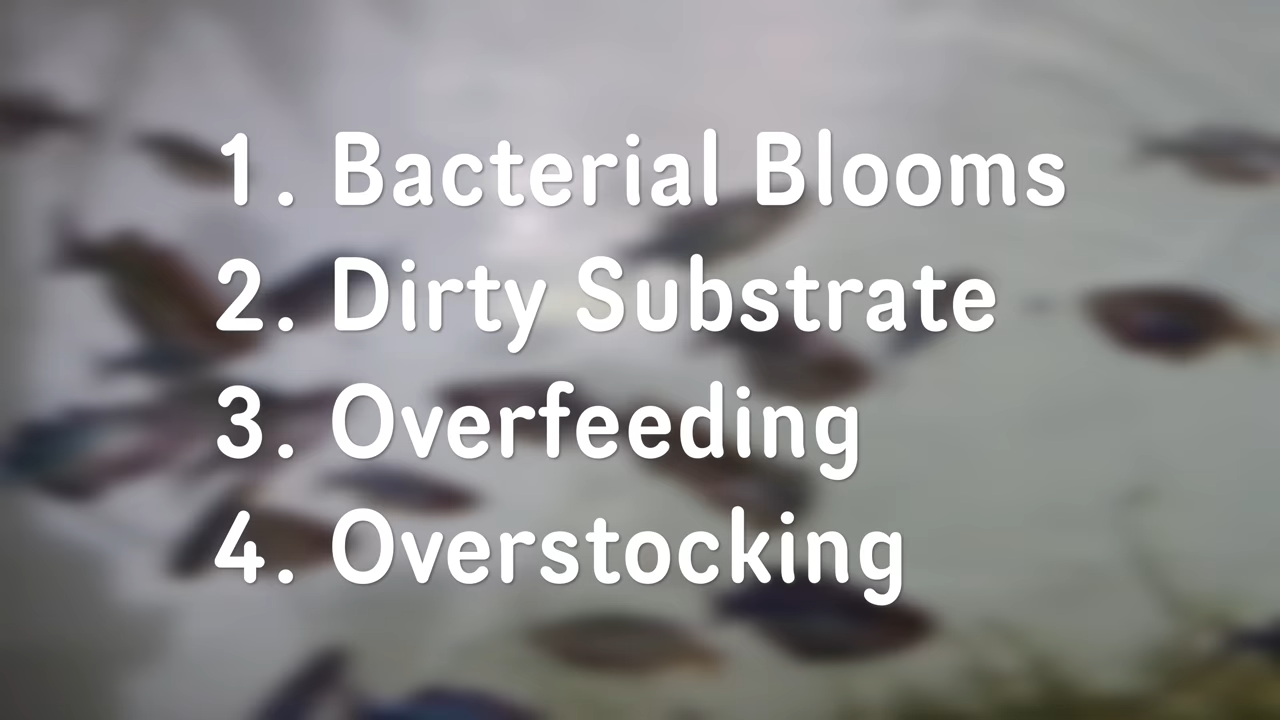 1. Bacterial Blooms
2. Dirty Substrate
3. Overfeeding
4. Overstocking